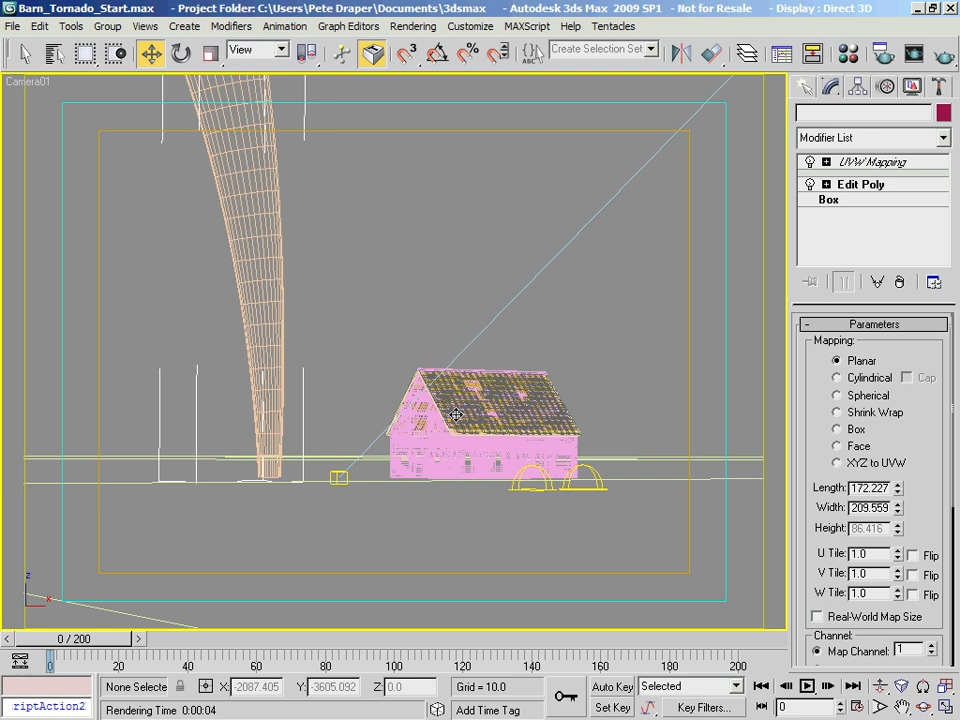 Barn_Tornado_Start.max - Project Folder: C:\Users\Pete Draper\Documents\3dsmax - Autodesk 3ds Max 2009 SP1 - Not for Resale - Display : Direct 3D
File Edit Tools Group Views Create Modifiers Animation Graph Editors Rendering Customize MAXScript Help Tentacles
View
3
3
%
ABC
Create Selection Set
Camera01
Modifier List
UVW Mapping
Edit Poly
Box
Parameters
Mapping:
Planar
Cylindrical Cap
Spherical
Shrink Wrap
Box
Face
XYZ to UVW
Length: 172.227
Width: 209.559
Height: 86.416
U Tile: 1.0 Flip
V Tile: 1.0 Flip
W Tile: 1.0 Flip
Real-World Map Size
Channel:
Map Channel: 1
z
x
0 / 200
0 20 40 60 80 100 120 140 160 180 200
None Selecte X: -2087.405 Y: -3605.092 Z: 0.0 Grid = 10.0 Auto Key Selected
riptAction2 Rendering Time 0:00:04 Add Time Tag Set Key Key Filters... 0